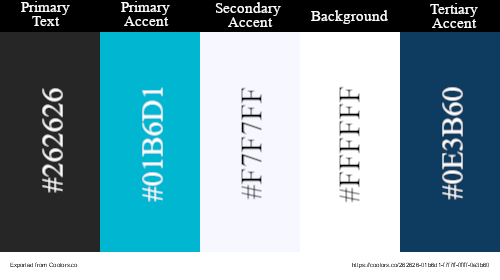 Primary
Text
Primary
Accent
Secondary
Accent
Background
Tertiary
Accent
#262626
#01B6D1
#F7F7FF
#FFFFFF
#0E3B60
Exported from Coolors.co
https://coolors.co/262626-01b6d1-f7f7ff-ffffff-0e3b60